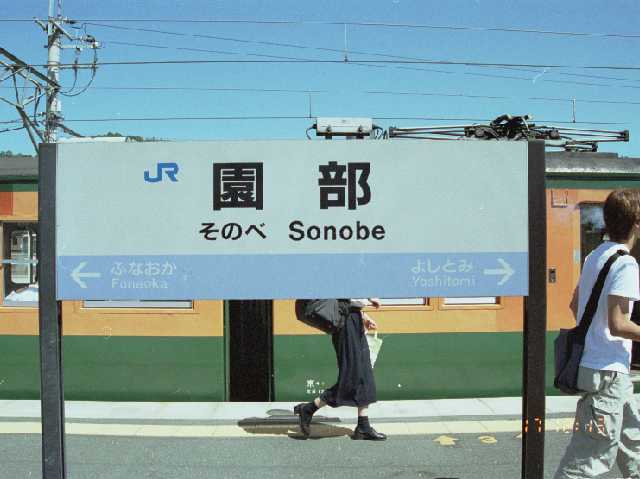 JR 園部
そのべ Sonobe
← ふなおか よしとみ →
Funaoka Yoshitomi